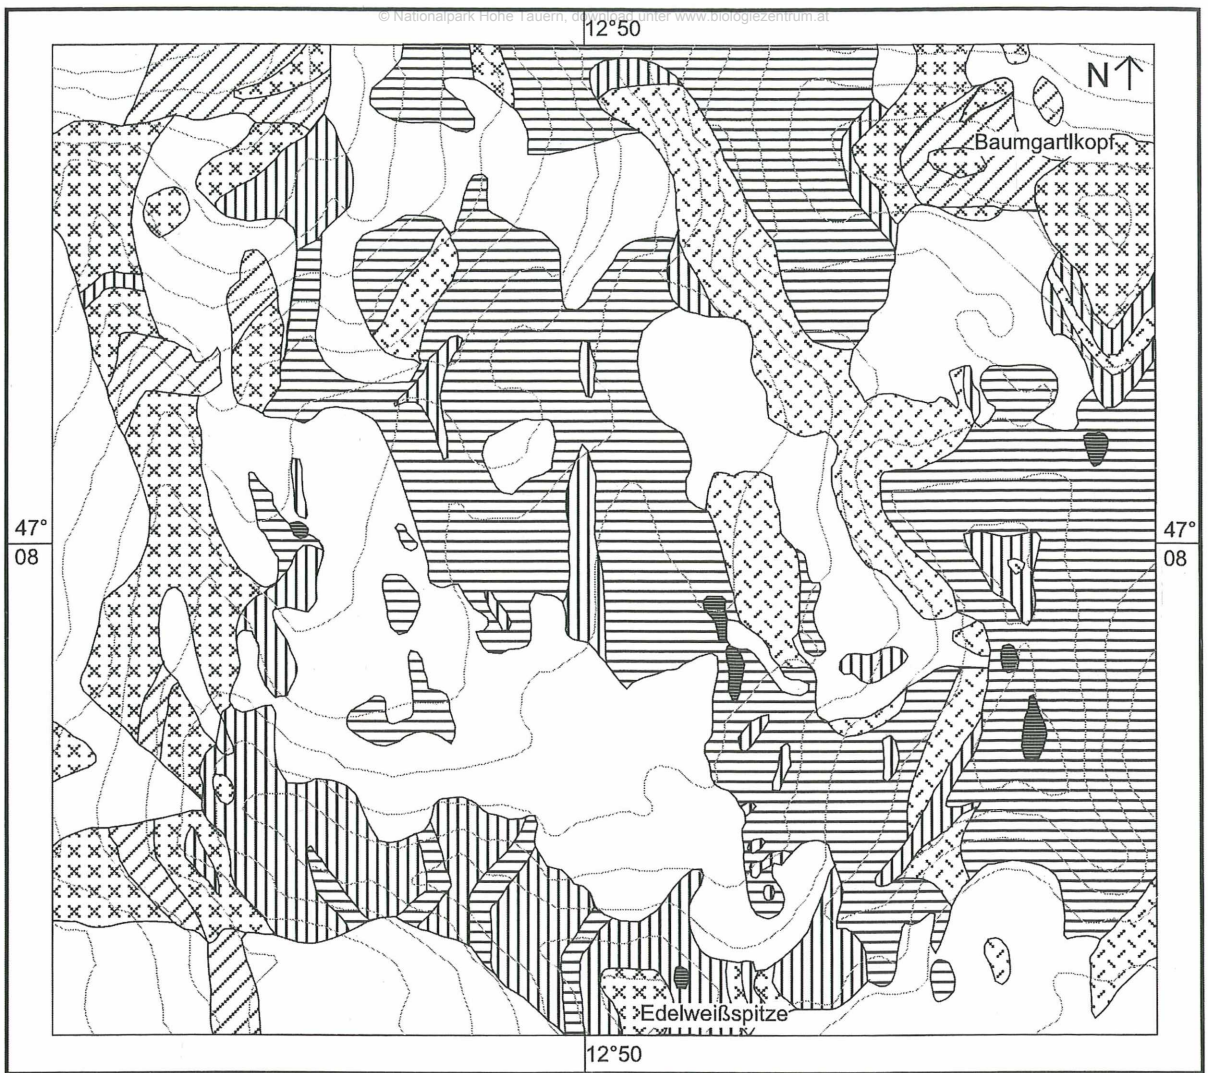 © Nationalpark Hohe Tauern, download unter www.biologiezentrum.at
12°50
N
Baumgartlkopf
47°
08
47°
08
Edelweißspitze
12°50